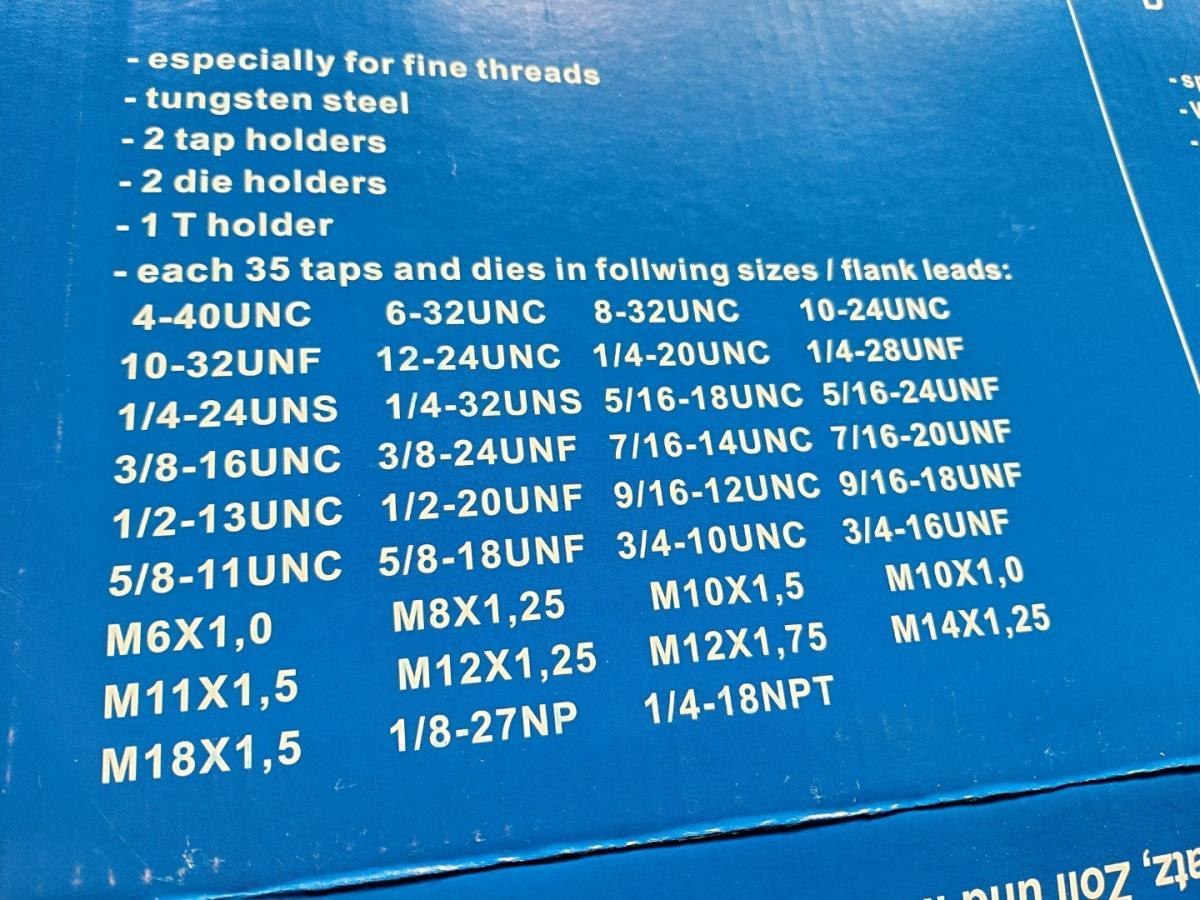 - especially for fine threads
- tungsten steel
- 2 tap holders
- 2 die holders
- 1 T holder
- each 35 taps and dies in follwing sizes / flank leads:
4-40UNC 6-32UNC 8-32UNC 10-24UNC
10-32UNF 12-24UNC 1/4-20UNC 1/4-28UNF
1/4-24UNS 1/4-32UNS 5/16-18UNC 5/16-24UNF
3/8-16UNC 3/8-24UNF 7/16-14UNC 7/16-20UNF
1/2-13UNC 1/2-20UNF 9/16-12UNC 9/16-18UNF
5/8-11UNC 5/8-18UNF 3/4-10UNC 3/4-16UNF
M6X1,0 M8X1,25 M10X1,5 M10X1,0
M11X1,5 M12X1,25 M12X1,75 M14X1,25
M18X1,5 1/8-27NP 1/4-18NPT
Zoll und